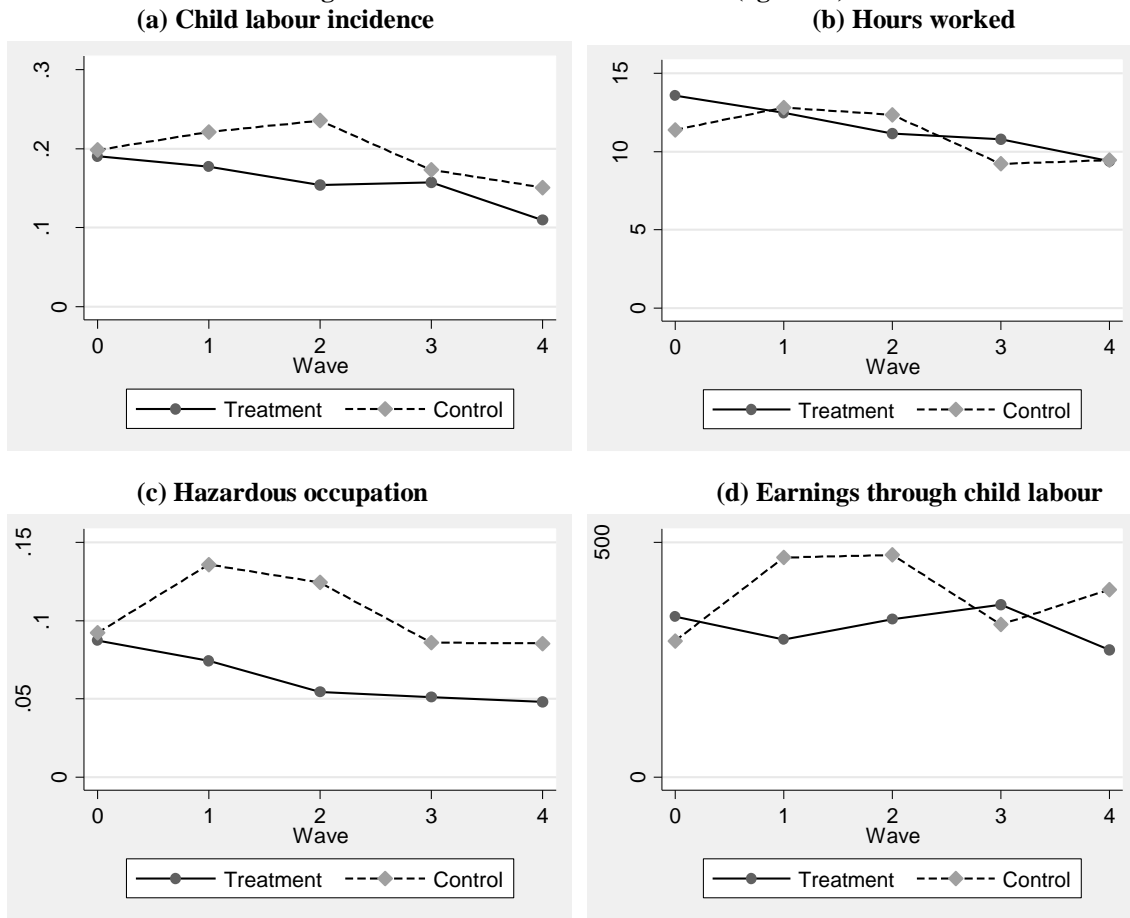 (a) Child labour incidence
(b) Hours worked
.3
.2
.1
0
0 1 2 3 4
Wave
Treatment Control
15
10
5
0
0 1 2 3 4
Wave
Treatment Control
(c) Hazardous occupation
(d) Earnings through child labour
.15
.1
.05
0
0 1 2 3 4
Wave
Treatment Control
500
0
0 1 2 3 4
Wave
Treatment Control